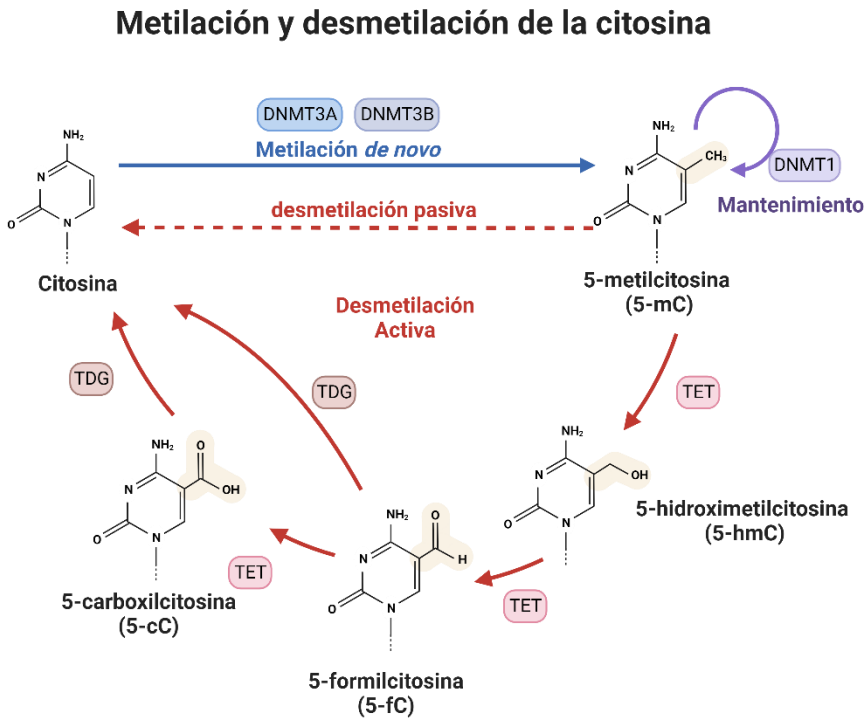 Metilación y desmetilación de la citosina
DNMT3A DNMT3B
Metilación de novo
desmetilación pasiva
NH₂
N
O
N
Citosina
NH₂
N
CH₃
O
N
DNMT1
Mantenimiento
5-metilcitosina
(5-mC)
Desmetilación
Activa
TDG
TDG
TET
NH₂
O
N
OH
O
N
5-carboxilcitosina
(5-cC)
TET
NH₂
O
N
H
O
N
5-formilcitosina
(5-fC)
TET
NH₂
N
OH
O
N
5-hidroximetilcitosina
(5-hmC)